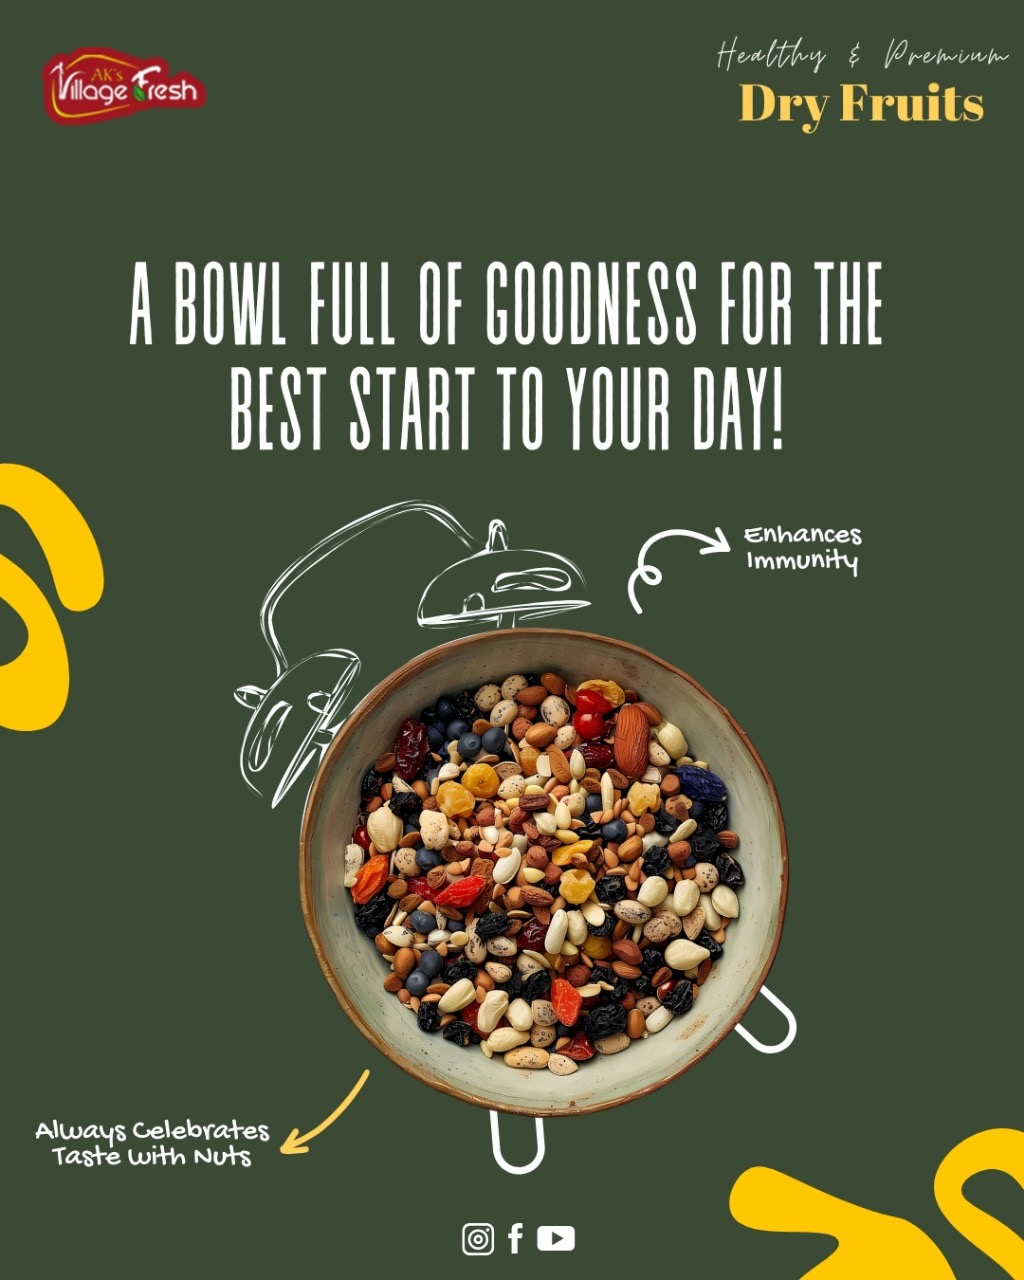 AK's
Village Fresh
Healthy & Premium
Dry Fruits
A BOWL FULL OF GOODNESS FOR THE
BEST START TO YOUR DAY!
Enhances
Immunity
Always Celebrates
Taste with Nuts